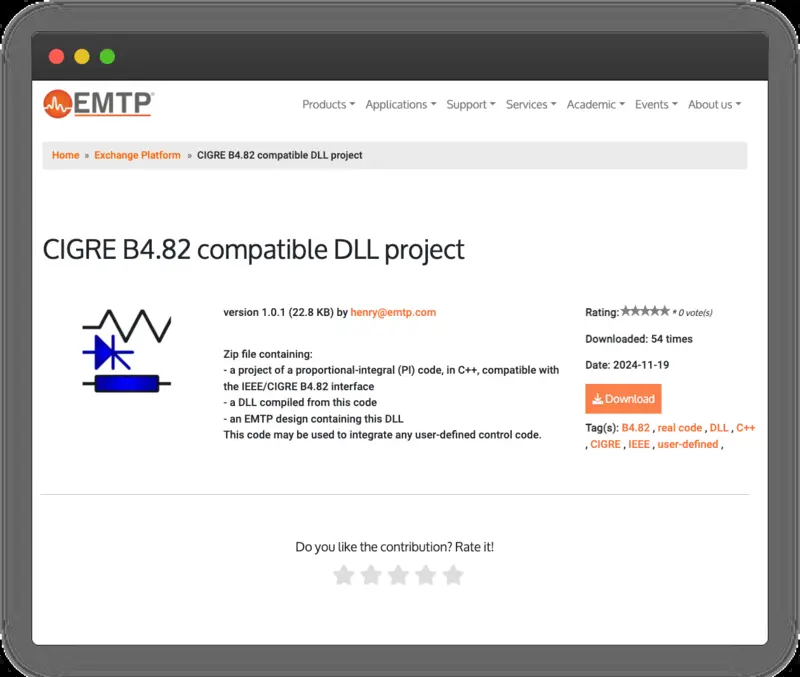 EMTP®
Products Applications Support Services Academic Events About us
Home » Exchange Platform » CIGRE B4.82 compatible DLL project
CIGRE B4.82 compatible DLL project
version 1.0.1 (22.8 KB) by henry@emtp.com
Zip file containing:
- a project of a proportional-integral (PI) code, in C++, compatible with
the IEEE/CIGRE B4.82 interface
- a DLL compiled from this code
- an EMTP design containing this DLL
This code may be used to integrate any user-defined control code.
Rating: * 0 vote(s)
Downloaded: 54 times
Date: 2024-11-19
Download
Tag(s): B4.82 , real code , DLL , C++
, CIGRE , IEEE , user-defined ,
Do you like the contribution? Rate it!